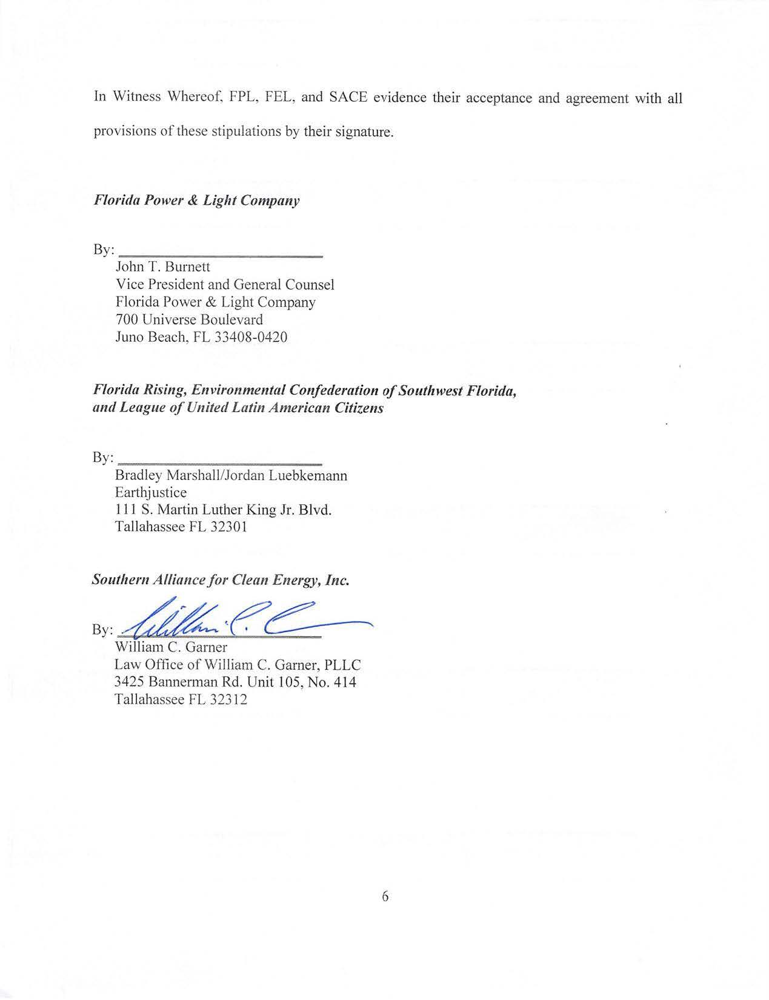 In Witness Whereof, FPL, FEL, and SACE evidence their acceptance and agreement with all
provisions of these stipulations by their signature.
Florida Power & Light Company
By:
John T. Burnett
Vice President and General Counsel
Florida Power & Light Company
700 Universe Boulevard
Juno Beach, FL 33408-0420
Florida Rising, Environmental Confederation of Southwest Florida,
and League of United Latin American Citizens
By:
Bradley Marshall/Jordan Luebkemann
Earthjustice
111 S. Martin Luther King Jr. Blvd.
Tallahassee FL 32301
Southern Alliance for Clean Energy, Inc.
By: William C.
William C. Garner
Law Office of William C. Garner, PLLC
3425 Bannerman Rd. Unit 105, No. 414
Tallahassee FL 32312
6